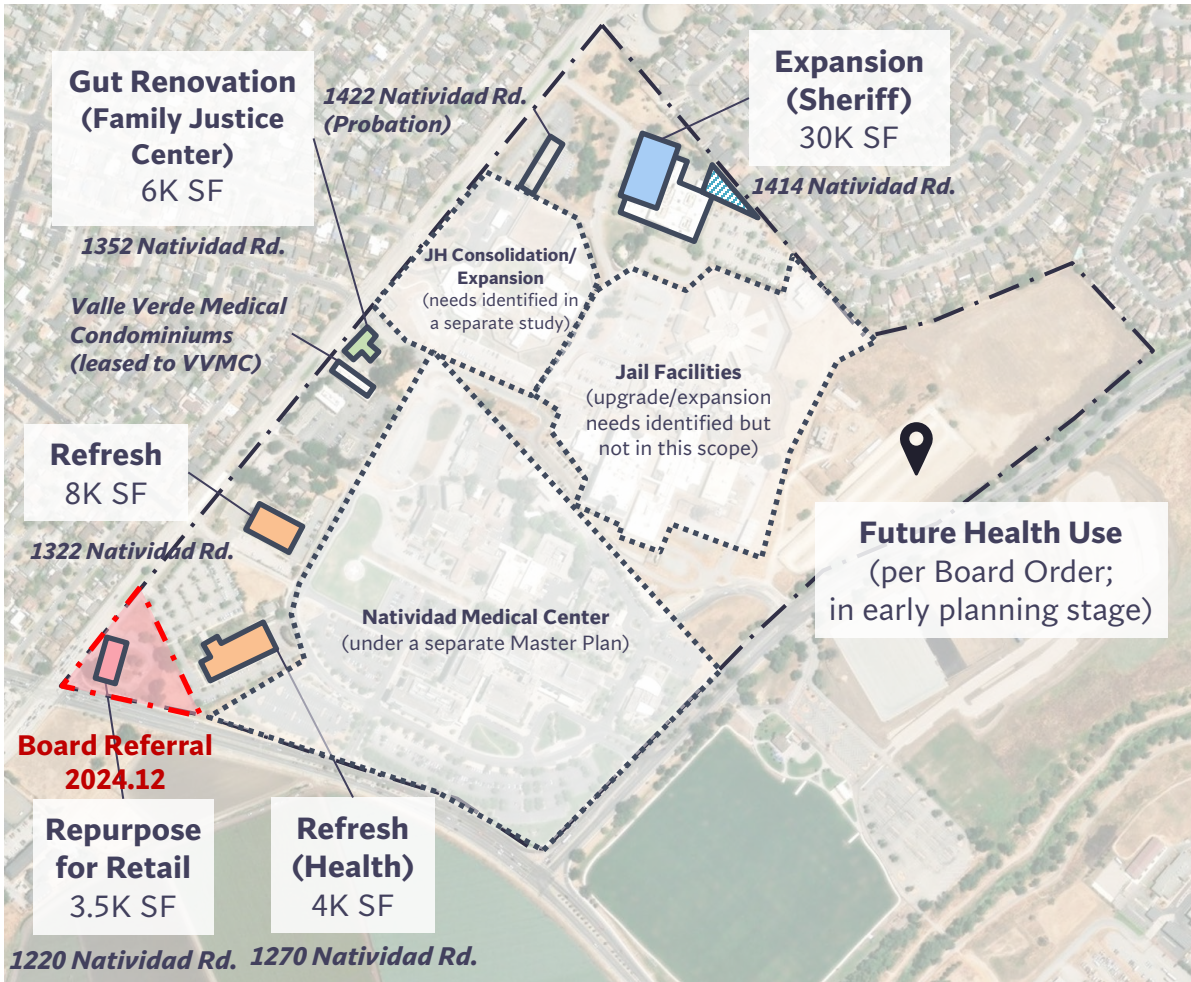 Gut Renovation
(Family Justice
Center)
6K SF
1352 Natividad Rd.
1422 Natividad Rd.
(Probation)
Expansion
(Sheriff)
30K SF
1414 Natividad Rd.
JH Consolidation/
Expansion
(needs identified in
a separate study)
Valle Verde Medical
Condominiums
(leased to VVMC)
Jail Facilities
(upgrade/expansion
needs identified but
not in this scope)
Refresh
8K SF
1322 Natividad Rd.
Future Health Use
(per Board Order;
in early planning stage)
Natividad Medical Center
(under a separate Master Plan)
Board Referral
2024.12
Repurpose
for Retail
3.5K SF
1220 Natividad Rd.
Refresh
(Health)
4K SF
1270 Natividad Rd.